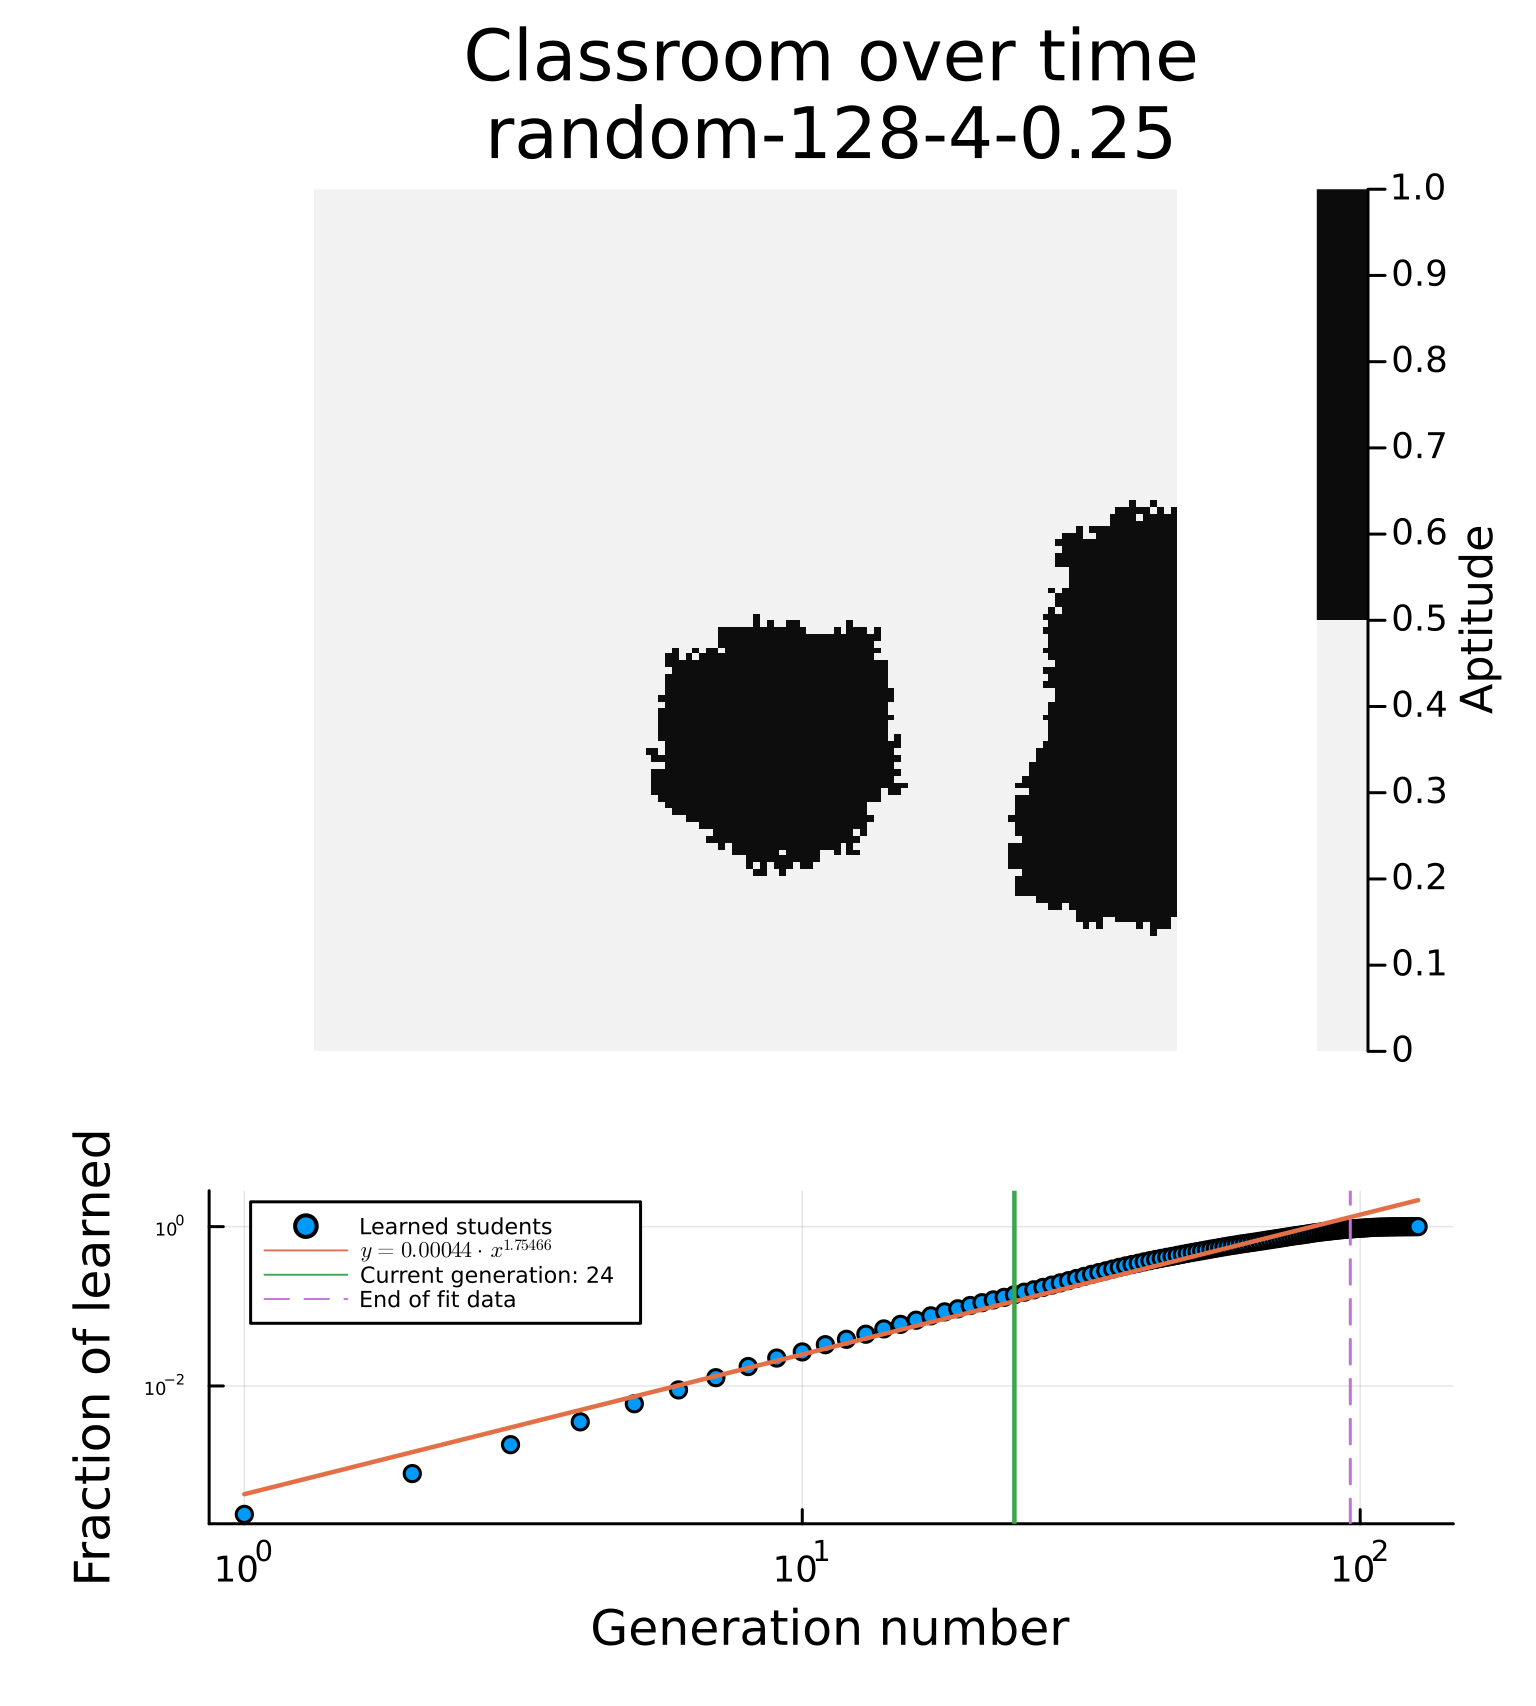 Classroom over time
random-128-4-0.25
1.0
0.9
0.8
0.7
0.6
0.5
0.4
0.3
0.2
0.1
0
Aptitude
Fraction of learned
10⁰
10⁻²
Learned students
y = 0.00044 · x^1.75466
Current generation: 24
End of fit data
10⁰
10¹
10²
Generation number